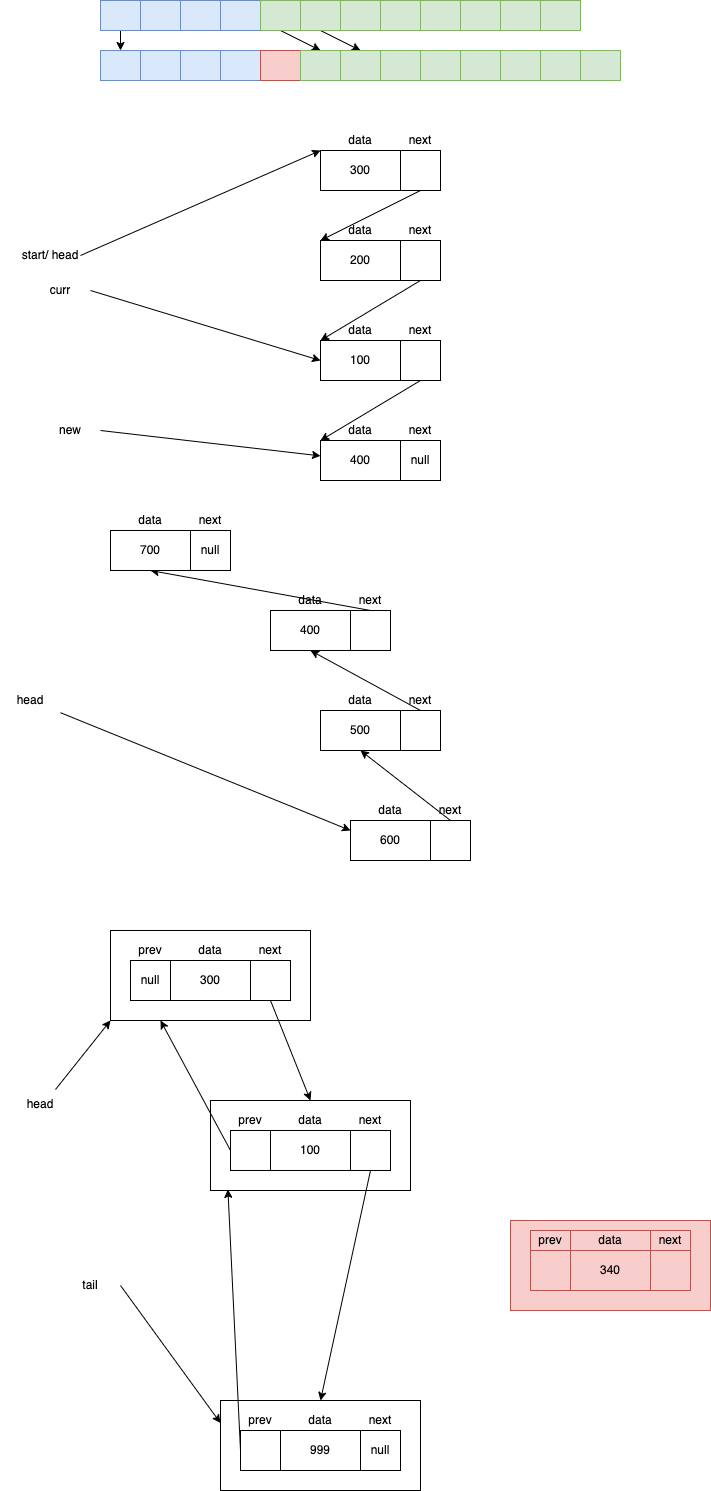 data next
300
data next
200
start/ head
curr
data next
100
new
data next
400 null
data next
700 null
data next
400
head
data next
500
data next
600
prev data next
null 300
head
prev data next
100
prev data next
340
tail
prev data next
999 null